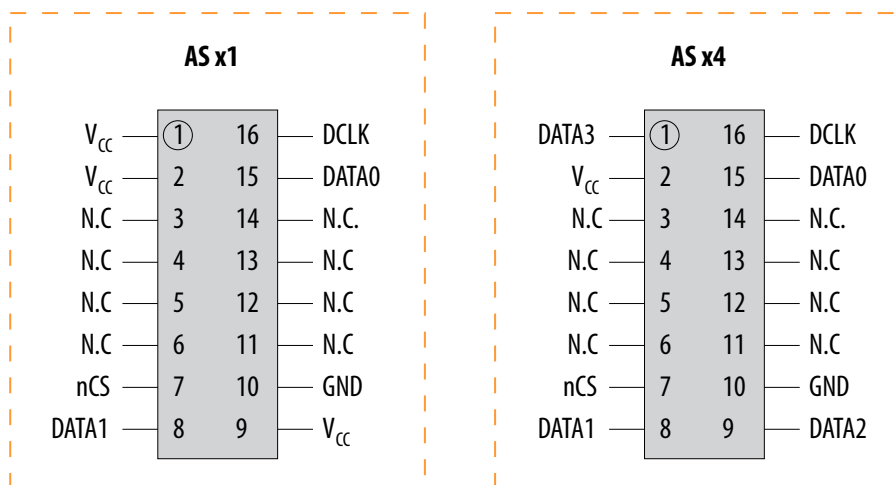 AS x1
VCC 1 16 DCLK
VCC 2 15 DATA0
N.C 3 14 N.C.
N.C 4 13 N.C
N.C 5 12 N.C
N.C 6 11 N.C
nCS 7 10 GND
DATA1 8 9 VCC
AS x4
DATA3 1 16 DCLK
VCC 2 15 DATA0
N.C 3 14 N.C.
N.C 4 13 N.C
N.C 5 12 N.C
N.C 6 11 N.C
nCS 7 10 GND
DATA1 8 9 DATA2